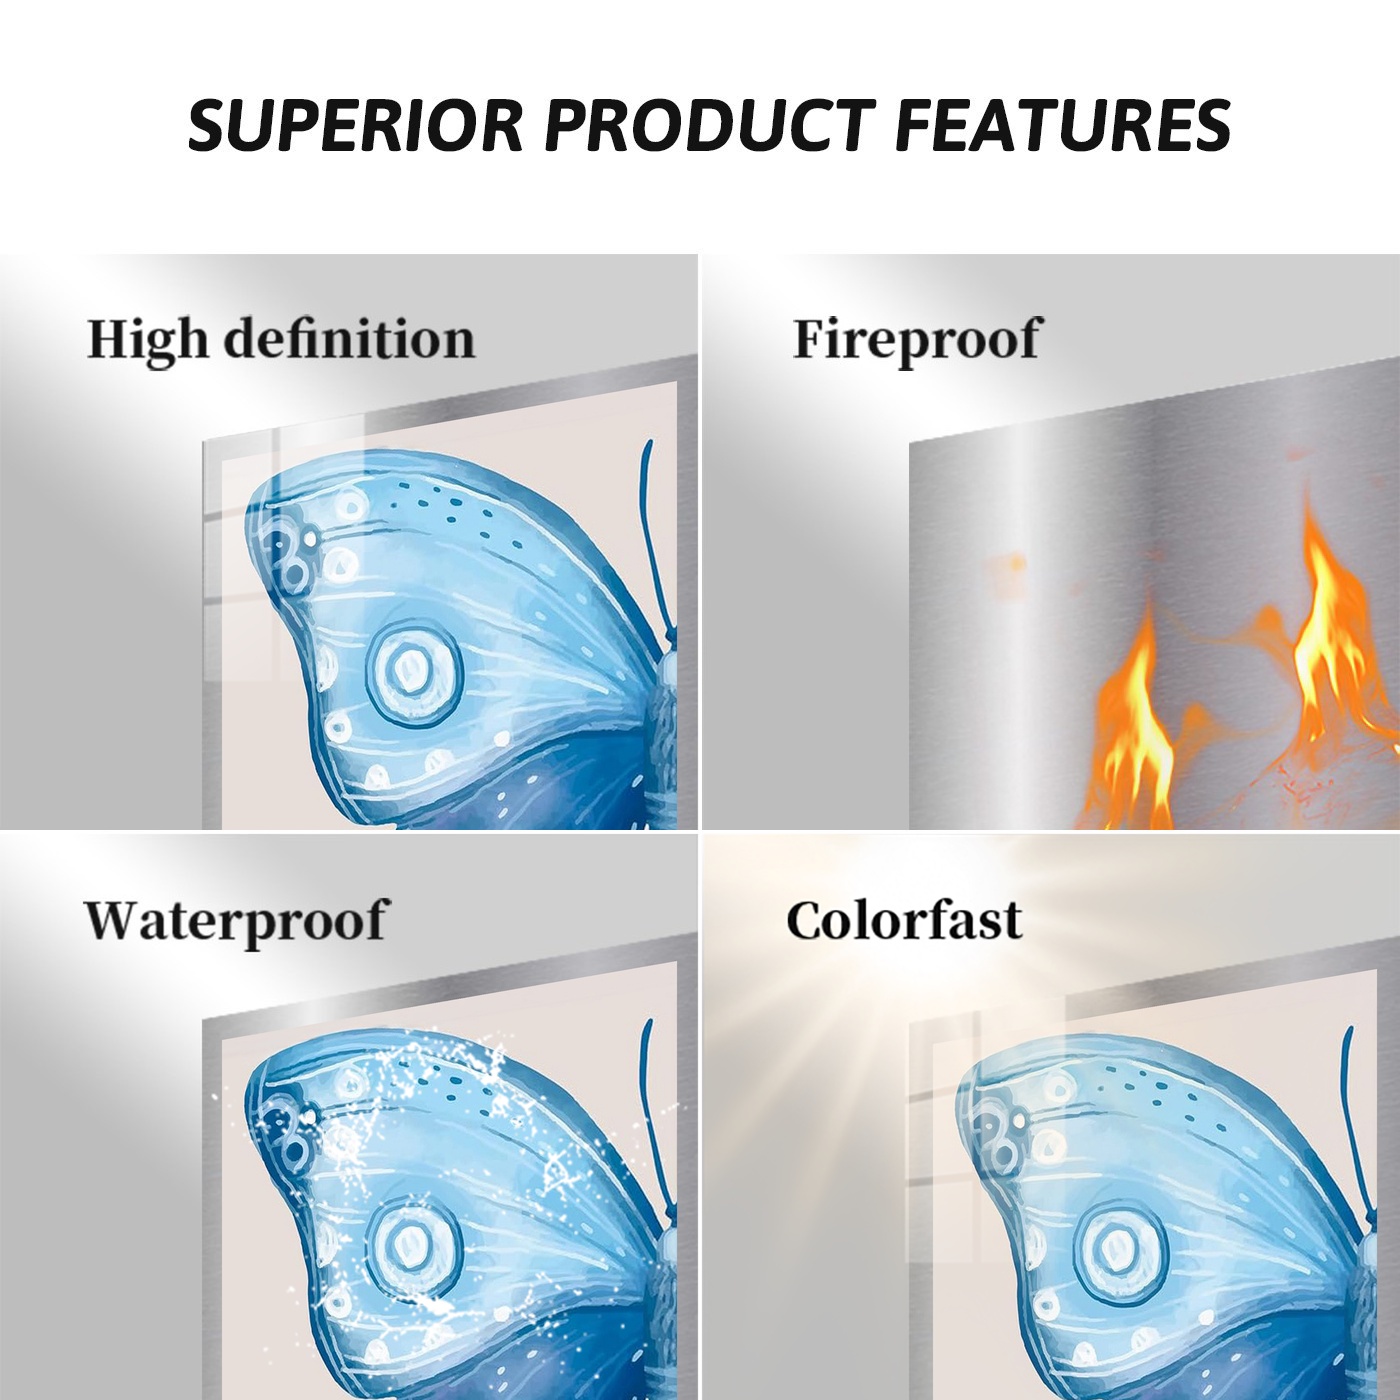 SUPERIOR PRODUCT FEATURES
High definition
Fireproof
Waterproof
Colorfast